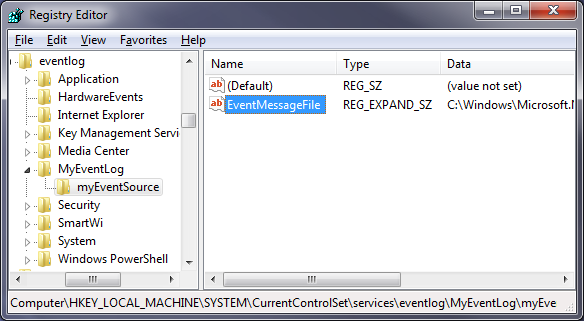 Registry Editor
File Edit View Favorites Help
eventlog
Application
HardwareEvents
Internet Explorer
Key Management Servi
Media Center
MyEventLog
myEventSource
Security
SmartWi
System
Windows PowerShell
Name Type Data
ab (Default) REG_SZ (value not set)
ab EventMessageFile REG_EXPAND_SZ C:\Windows\Microsoft.N
Computer\HKEY_LOCAL_MACHINE\SYSTEM\CurrentControlSet\services\eventlog\MyEventLog\myEve